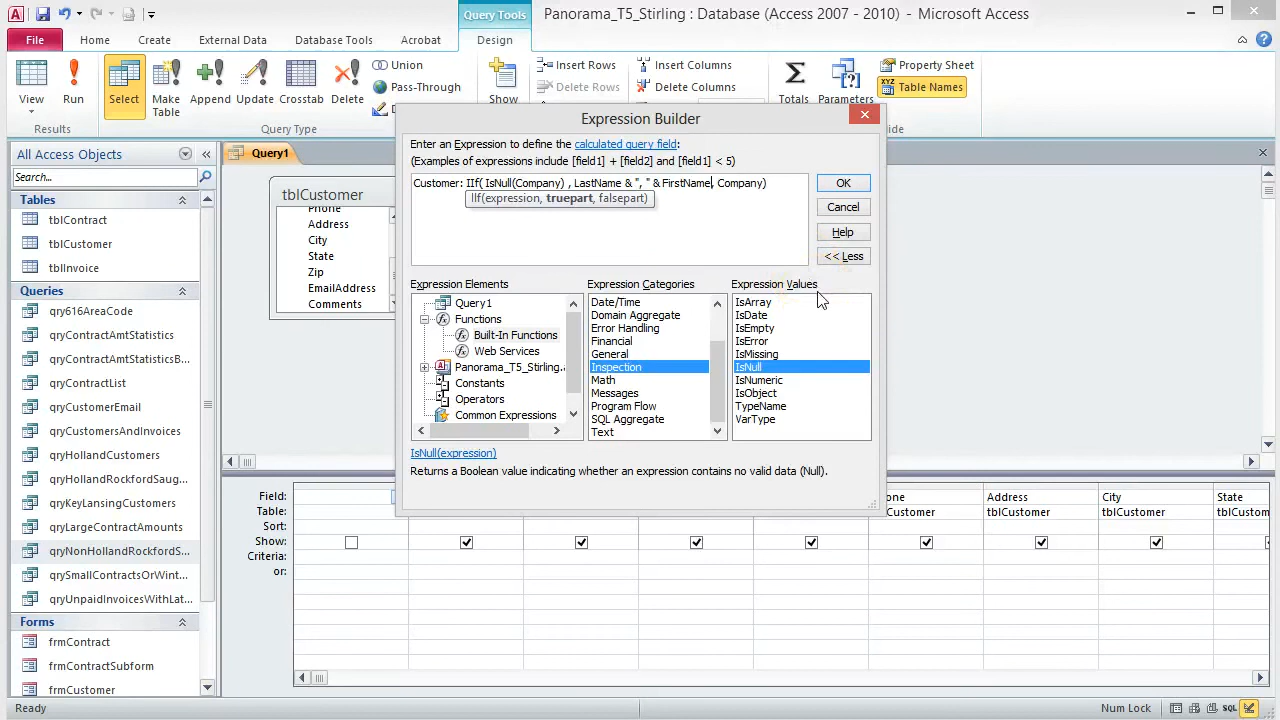 Query Tools
Panorama_T5_Stirling : Database (Access 2007 - 2010) - Microsoft Access
File Home Create External Data Database Tools Acrobat Design
View
Run
Select
Make Table
Append
Update
Crosstab
Delete
Union
Pass-Through
Show
Insert Rows
Delete Rows
Insert Columns
Delete Columns
Totals
Parameters
Property Sheet
Table Names
Results
Query Type
All Access Objects
Search...
Tables
tblContract
tblCustomer
tblInvoice
Queries
qry616AreaCode
qryContractAmtStatistics
qryContractAmtStatisticsB...
qryContractList
qryCustomerEmail
qryCustomersAndInvoices
qryHollandCustomers
qryHollandRockfordSaug...
qryKeyLansingCustomers
qryLargeContractAmounts
qryNonHollandRockfordS...
qrySmallContractsOrWint...
qryUnpaidInvoicesWithLat...
Forms
frmContract
frmContractSubform
frmCustomer
Query1
tblCustomer
Phone
Address
City
State
Zip
EmailAddress
Comments
Expression Builder
Enter an Expression to define the calculated query field:
(Examples of expressions include [field1] + [field2] and [field1] < 5)
Customer: IIf( IsNull(Company) , LastName & ", " & FirstName, Company)
IIf(expression, truepart, falsepart)
OK
Cancel
Help
<< Less
Expression Elements
Query1
Functions
Built-In Functions
Web Services
Panorama_T5_Stirling.
Constants
Operators
Common Expressions
Expression Categories
Date/Time
Domain Aggregate
Error Handling
Financial
General
Inspection
Math
Messages
Program Flow
SQL Aggregate
Text
Expression Values
IsArray
IsDate
IsEmpty
IsError
IsMissing
IsNull
IsNumeric
IsObject
TypeName
VarType
IsNull(expression)
Returns a Boolean value indicating whether an expression contains no valid data (Null).
Field: Address City State
Table: tblCustomer tblCustomer tblCustom
Sort:
Show:
Criteria:
or:
Ready
Num Lock
SQL